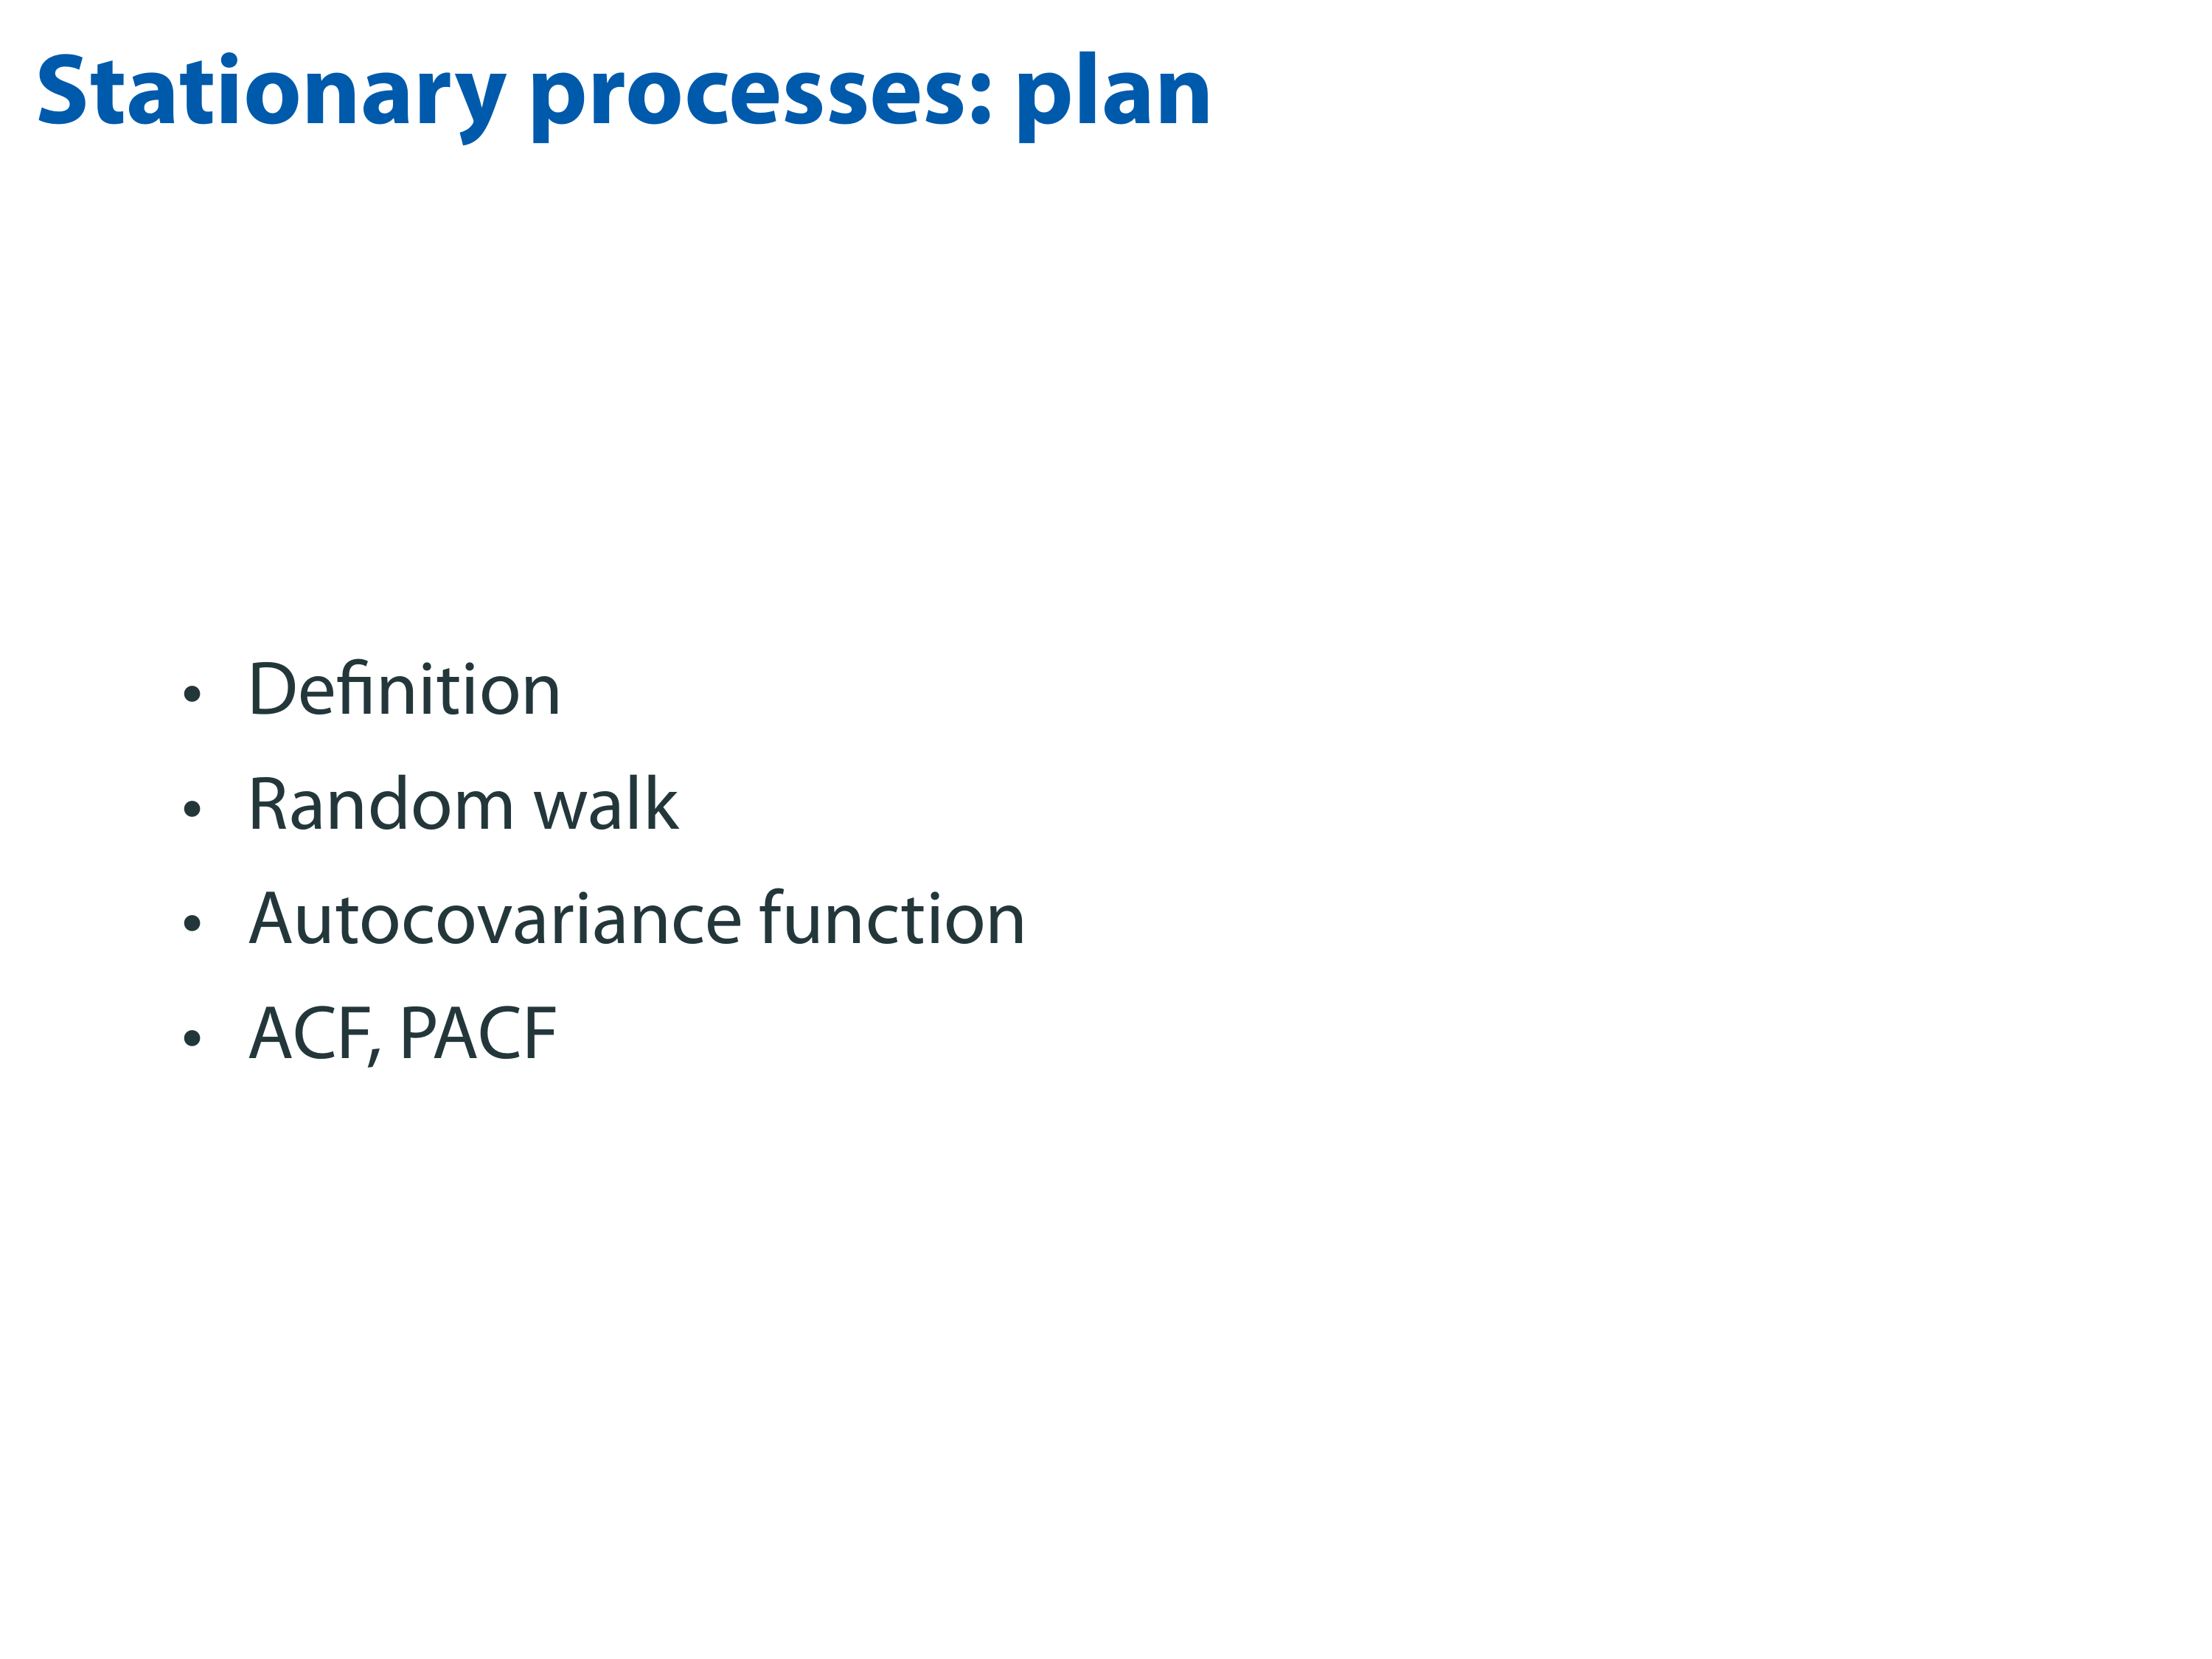 Stationary processes: plan
• Definition
• Random walk
• Autocovariance function
• ACF, PACF